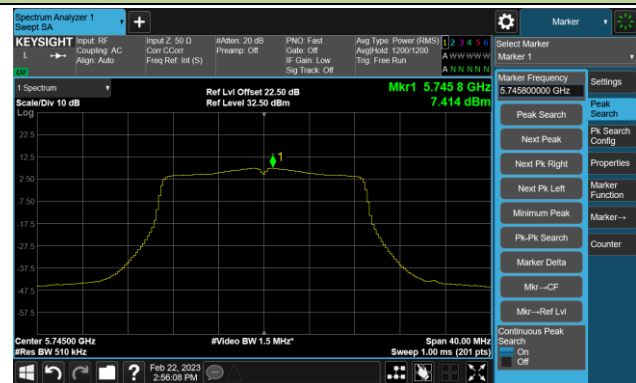 Spectrum Analyzer 1
Swept SA
Marker
KEYSIGHT
L
Input: RF
Coupling: AC
Align: Auto
Input Z: 50 Ω
Corr CCorr
Freq Ref: Int (S)
#Atten: 20 dB
Preamp: Off
PNO: Fast
Gate: Off
IF Gain: Low
Sig Track: Off
Avg Type: Power (RMS)
Avg|Hold: 1200/1200
Trig: Free Run
1 2 3 4 5 6
A W W W W W
A N N N N N
Select Marker
Marker 1
1 Spectrum
Scale/Div 10 dB
Log
Ref Lvl Offset 22.50 dB
Ref Level 32.50 dBm
Mkr1 5.745 8 GHz
7.414 dBm
22.5
12.5
2.50
-7.50
-17.5
-27.5
-37.5
-47.5
-57.5
1
Center 5.74500 GHz
#Res BW 510 kHz
#Video BW 1.5 MHz*
Span 40.00 MHz
Sweep 1.00 ms (201 pts)
Marker Frequency
5.745800000 GHz
Peak Search
Next Peak
Next Pk Right
Next Pk Left
Minimum Peak
Pk-Pk Search
Marker Delta
Mkr→CF
Mkr→Ref Lvl
Continuous Peak
Search
On
Off
Settings
Peak
Search
Pk Search
Config
Properties
Marker
Function
Marker→
Counter
?
Feb 22, 2023
2:56:08 PM